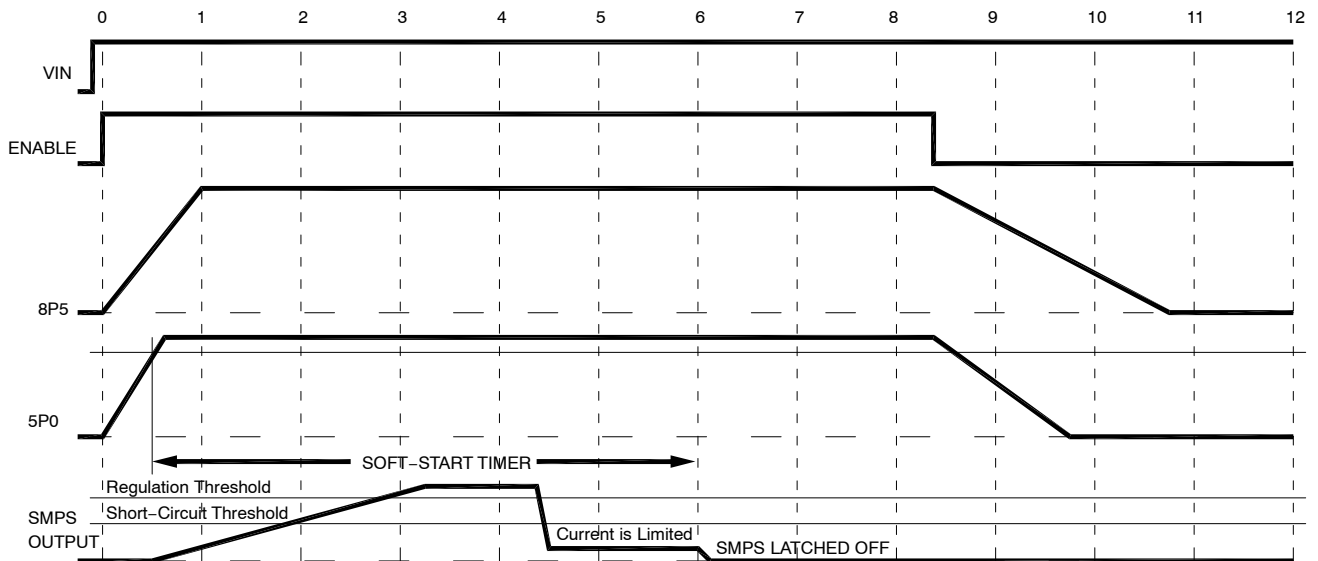 0 1 2 3 4 5 6 7 8 9 10 11 12
VIN
ENABLE
8P5
5P0
SOFT−START TIMER
Regulation Threshold
Short−Circuit Threshold
SMPS
OUTPUT
Current is Limited
SMPS LATCHED OFF